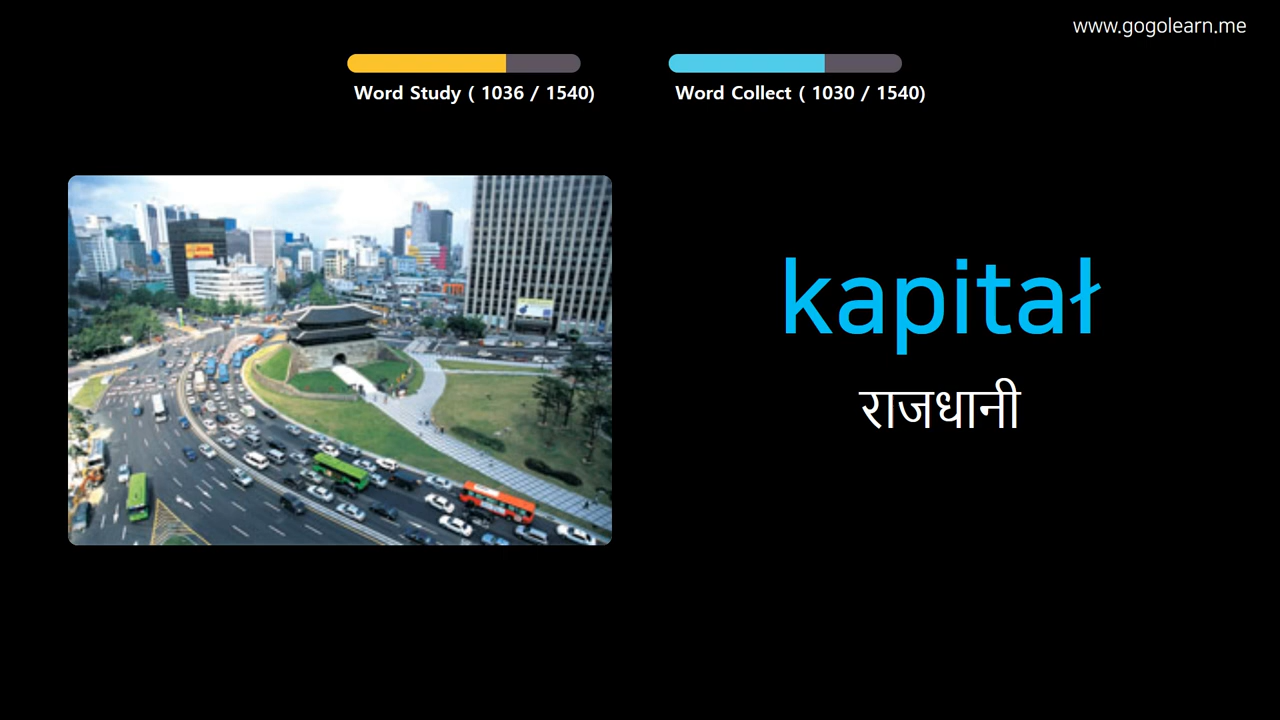 www.gogolearn.me
Word Study ( 1036 / 1540)
Word Collect ( 1030 / 1540)
kapitał
राजधानी